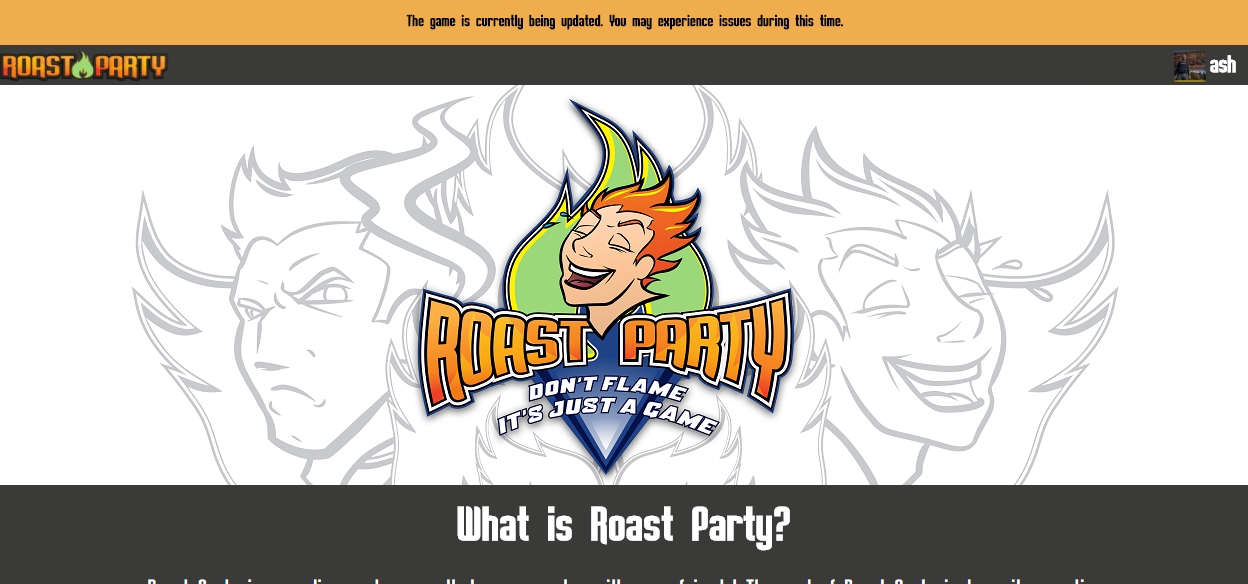 The game is currently being updated. You may experience issues during this time.
ROAST PARTY
ash
ROAST PARTY
DON'T FLAME
IT'S JUST A GAME
What is Roast Party?